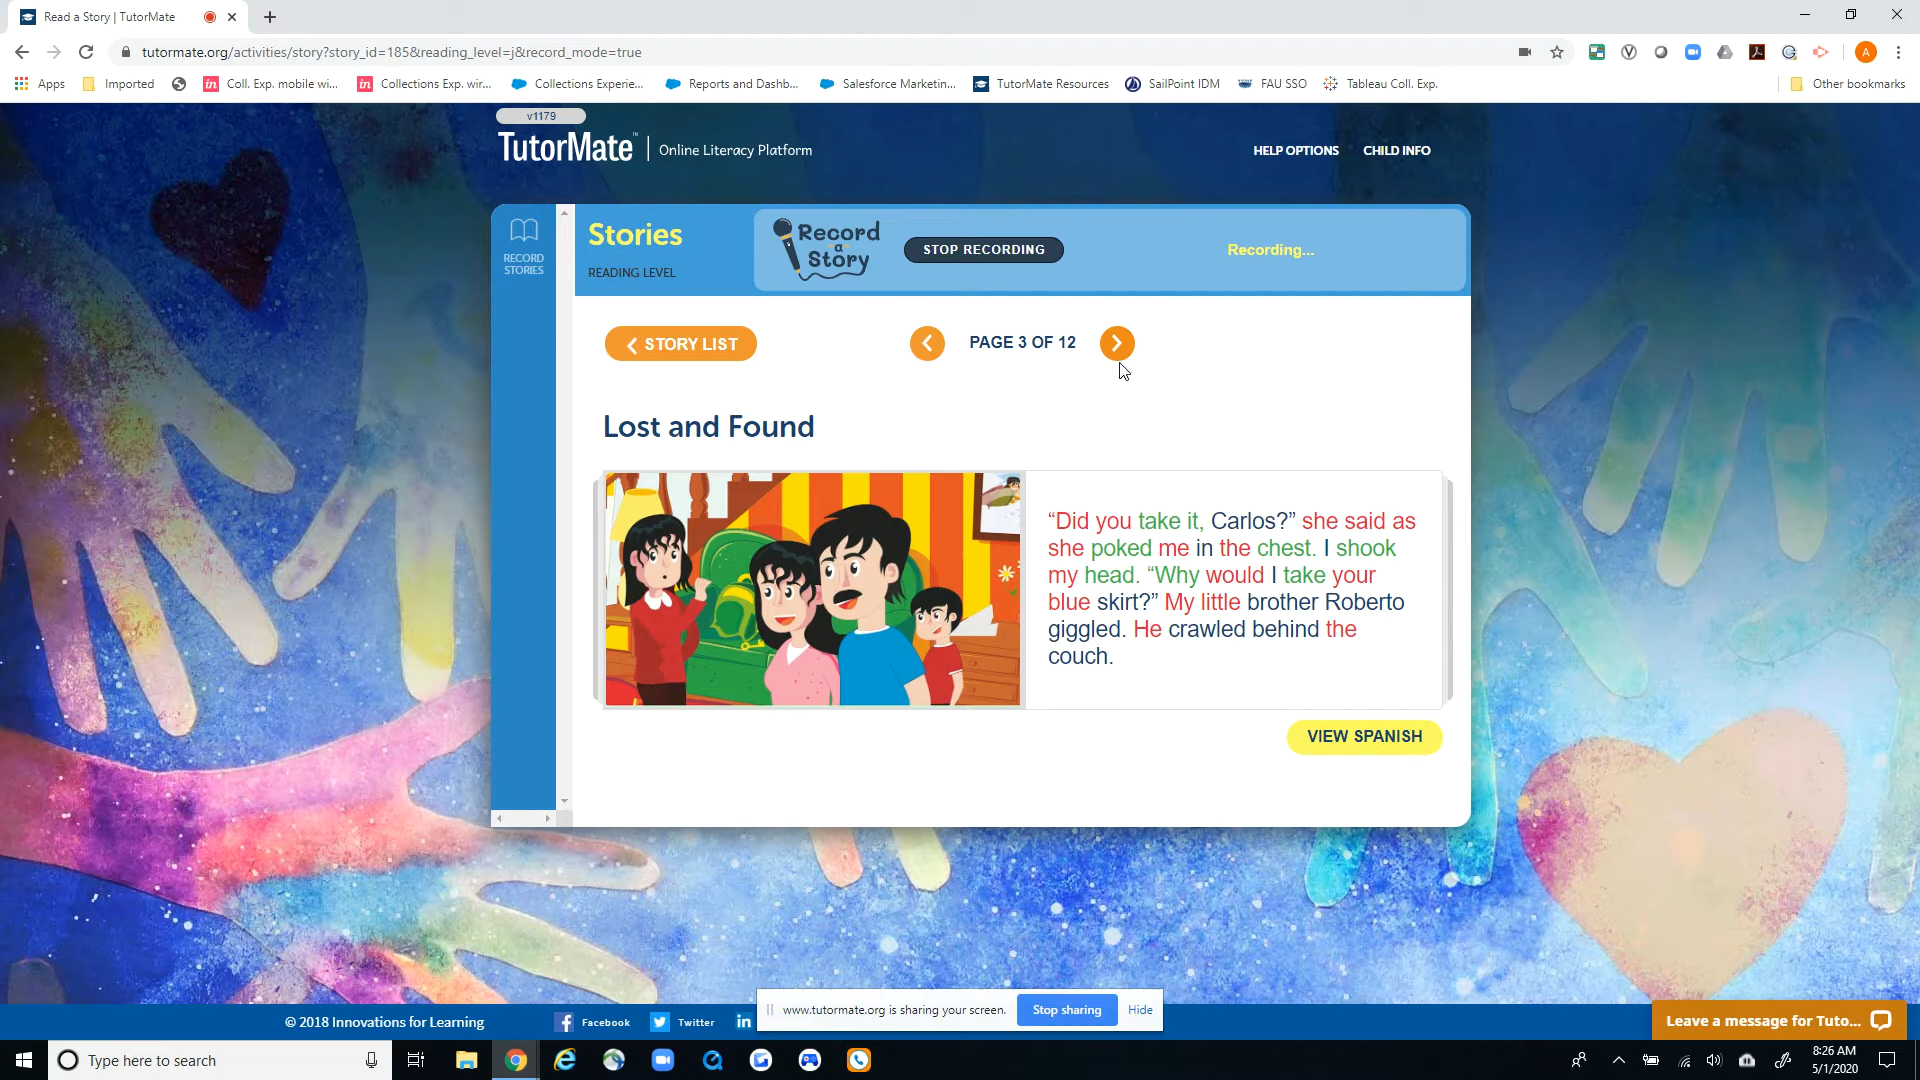 Read a Story | TutorMate
tutormate.org/activities/story?story_id=185&reading_level=j&record_mode=true
A
Apps
Imported
Coll. Exp. mobile wi...
Collections Exp. wir...
Collections Experie...
Reports and Dashb...
Salesforce Marketin...
TutorMate Resources
SailPoint IDM
FAU SSO
Tableau Coll. Exp.
Other bookmarks
v1179
TutorMate™ | Online Literacy Platform
HELP OPTIONS
CHILD INFO
RECORD
STORIES
Stories
READING LEVEL
Record
a
Story
STOP RECORDING
Recording...
STORY LIST
PAGE 3 OF 12
Lost and Found
“Did you take it, Carlos?” she said as
she poked me in the chest. I shook
my head. “Why would I take your
blue skirt?” My little brother Roberto
giggled. He crawled behind the
couch.
VIEW SPANISH
© 2018 Innovations for Learning
Facebook
Twitter
in
www.tutormate.org is sharing your screen.
Stop sharing
Hide
Leave a message for Tuto...
Type here to search
8:26 AM
5/1/2020